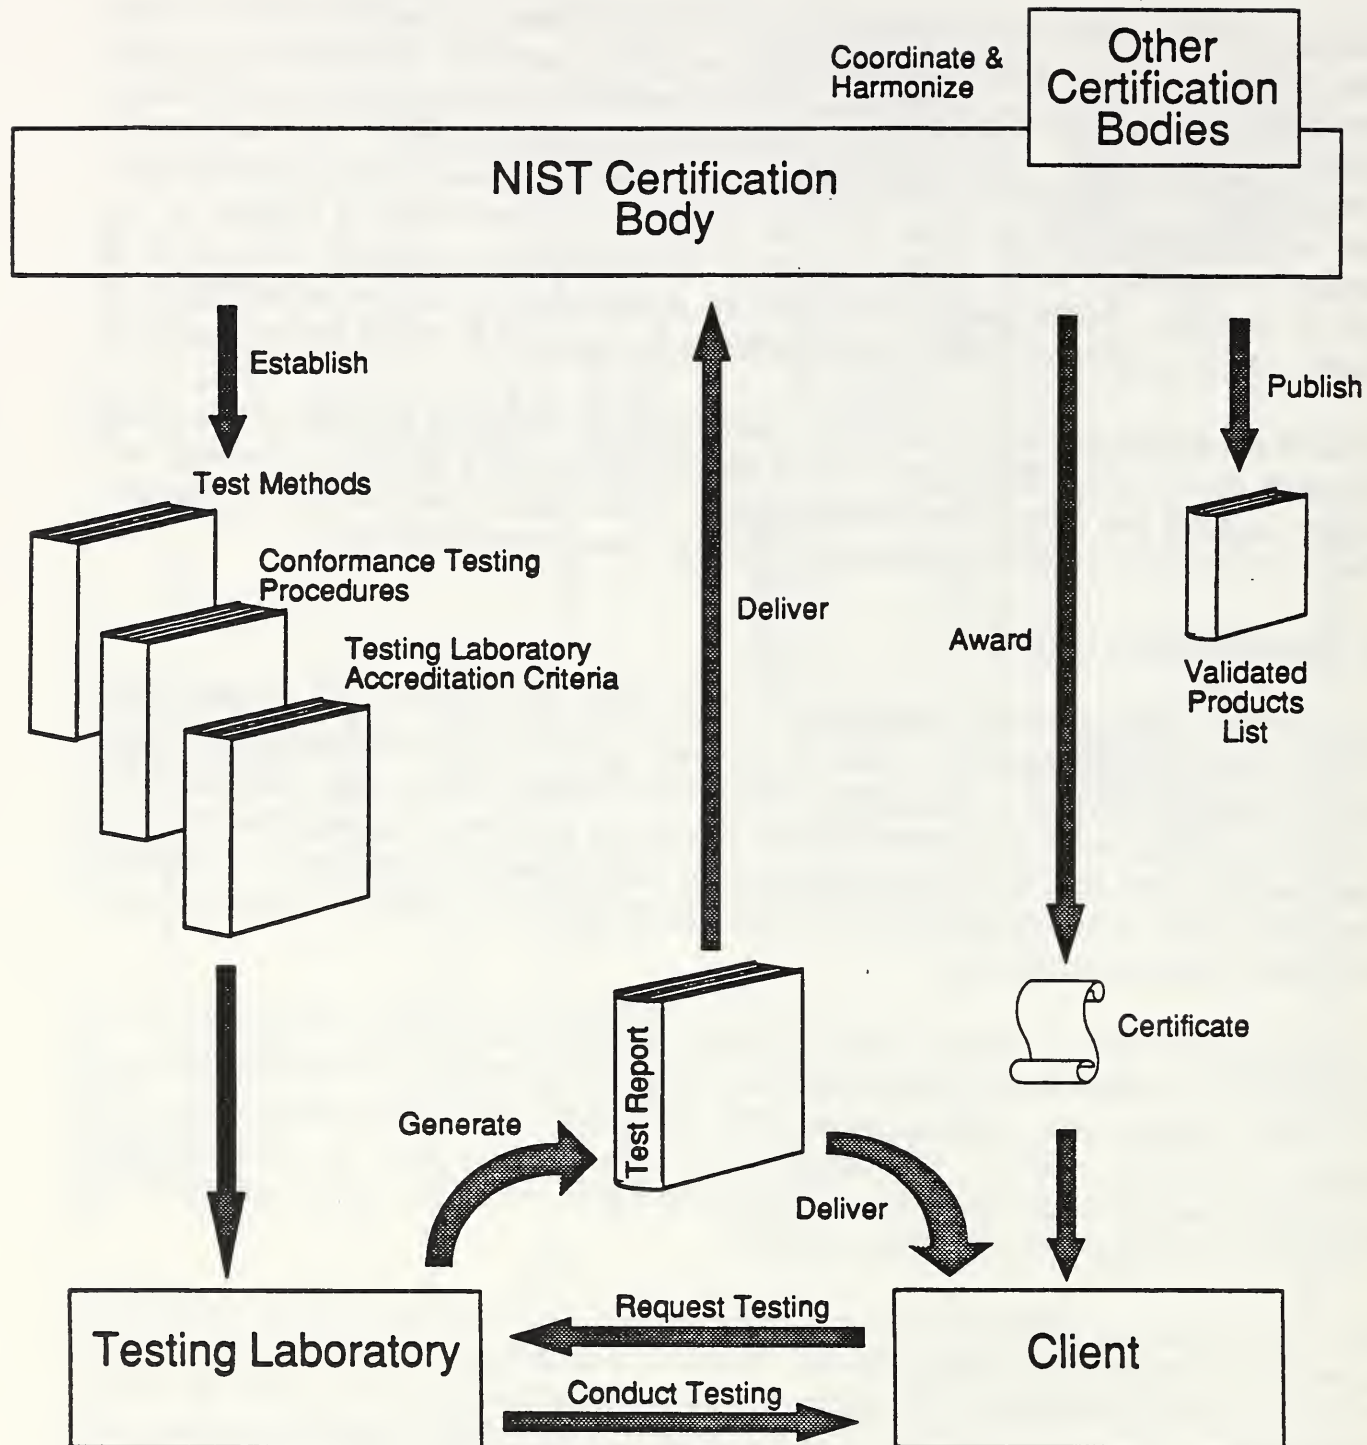 Coordinate &
Harmonize
Other
Certification
Bodies
NIST Certification
Body
Establish
Publish
Test Methods
Conformance Testing
Procedures
Deliver
Testing Laboratory
Accreditation Criteria
Award
Validated
Products
List
Certificate
Test Report
Generate
Deliver
Request Testing
Testing Laboratory
Client
Conduct Testing